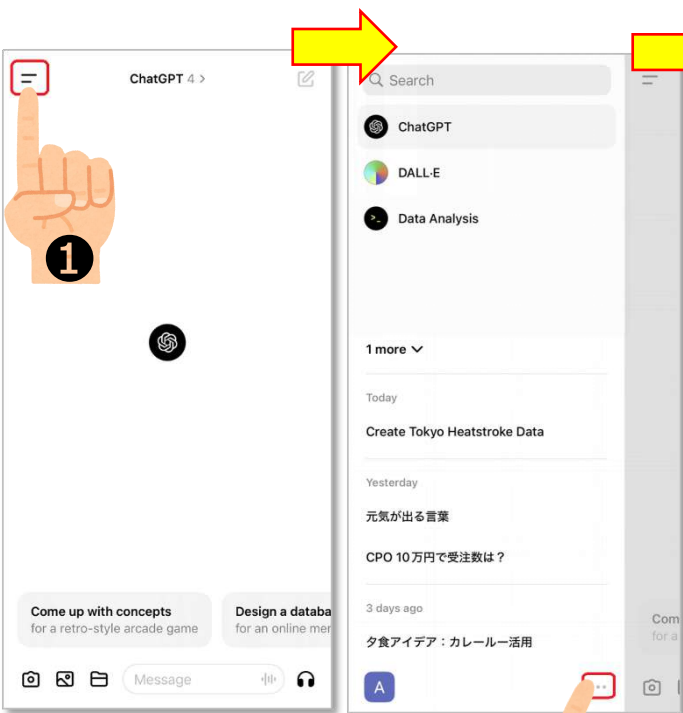 ChatGPT 4 >
❶
Come up with concepts
for a retro-style arcade game
Design a databa
for an online mer
Message
Search
ChatGPT
DALL·E
Data Analysis
1 more
Today
Create Tokyo Heatstroke Data
Yesterday
元気が出る言葉
CPO 10万円で受注数は？
3 days ago
夕食アイデア：カレールー活用
A
Com
for a